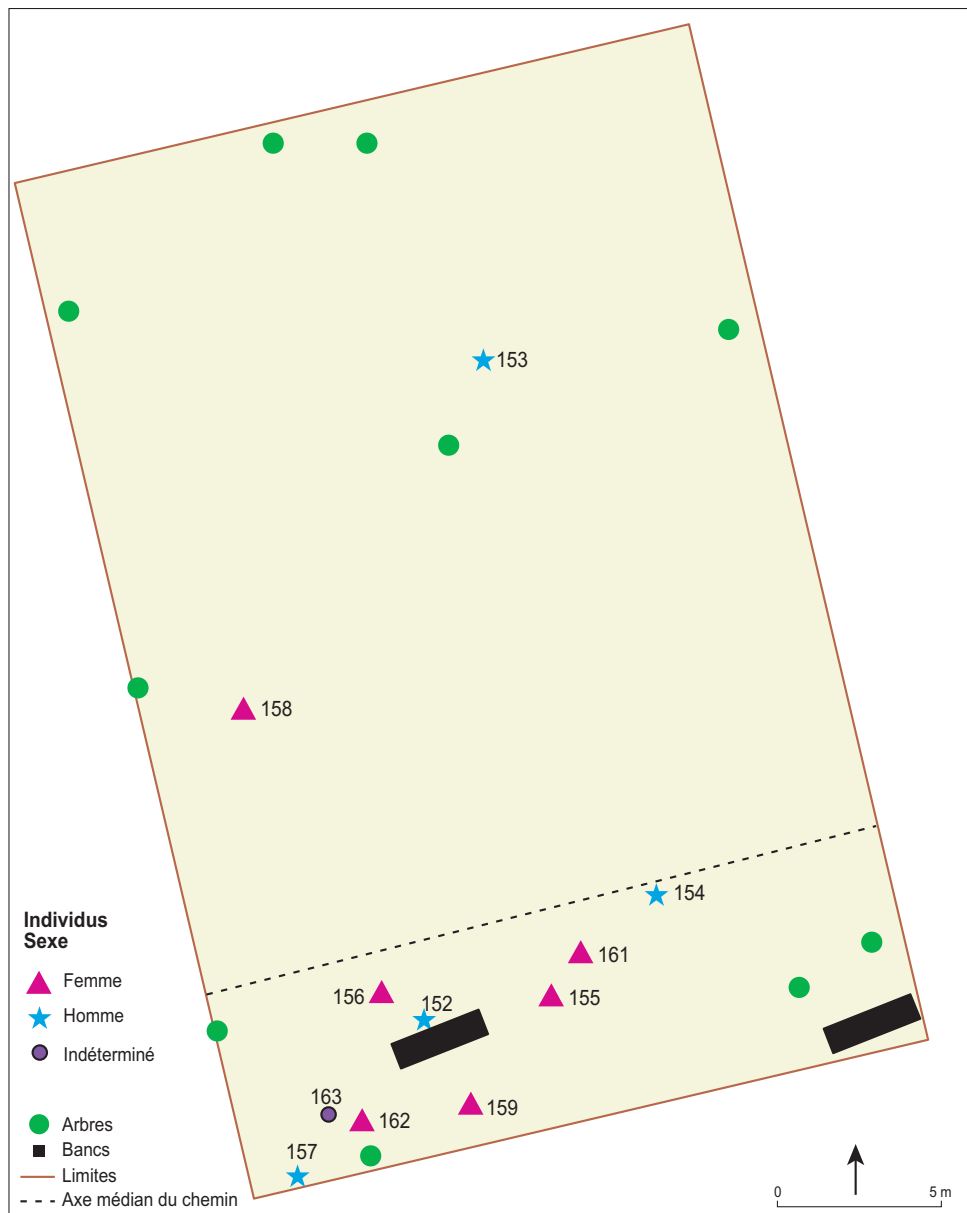 153
158
154
161
156
152
155
163
162
159
157
Individus
Sexe
Femme
Homme
Indéterminé
Arbres
Bancs
Limites
Axe médian du chemin
0 5 m